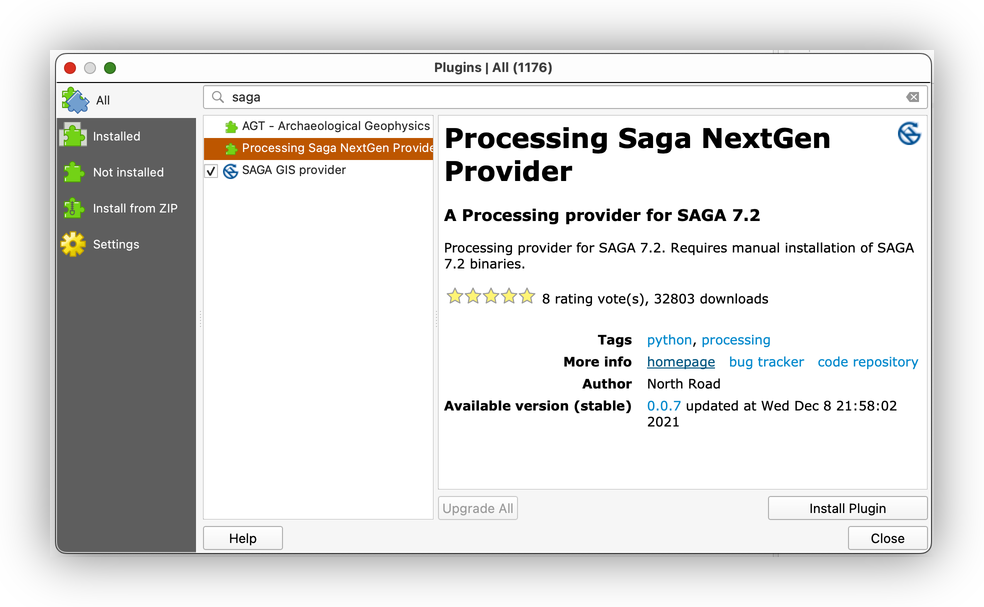 Plugins | All (1176)
All
Installed
Not installed
Install from ZIP
Settings
saga
AGT - Archaeological Geophysics
Processing Saga NextGen Provide
SAGA GIS provider
Processing Saga NextGen
Provider
A Processing provider for SAGA 7.2
Processing provider for SAGA 7.2. Requires manual installation of SAGA
7.2 binaries.
8 rating vote(s), 32803 downloads
Tags python, processing
More info homepage bug tracker code repository
Author North Road
Available version (stable) 0.0.7 updated at Wed Dec 8 21:58:02
2021
Upgrade All
Install Plugin
Help
Close